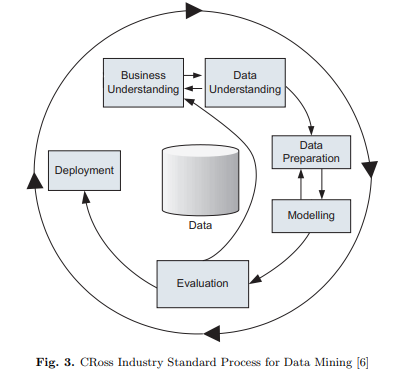 Business
Understanding
Data
Understanding
Data
Preparation
Deployment
Data
Modelling
Evaluation
Fig. 3. CRoss Industry Standard Process for Data Mining [6]